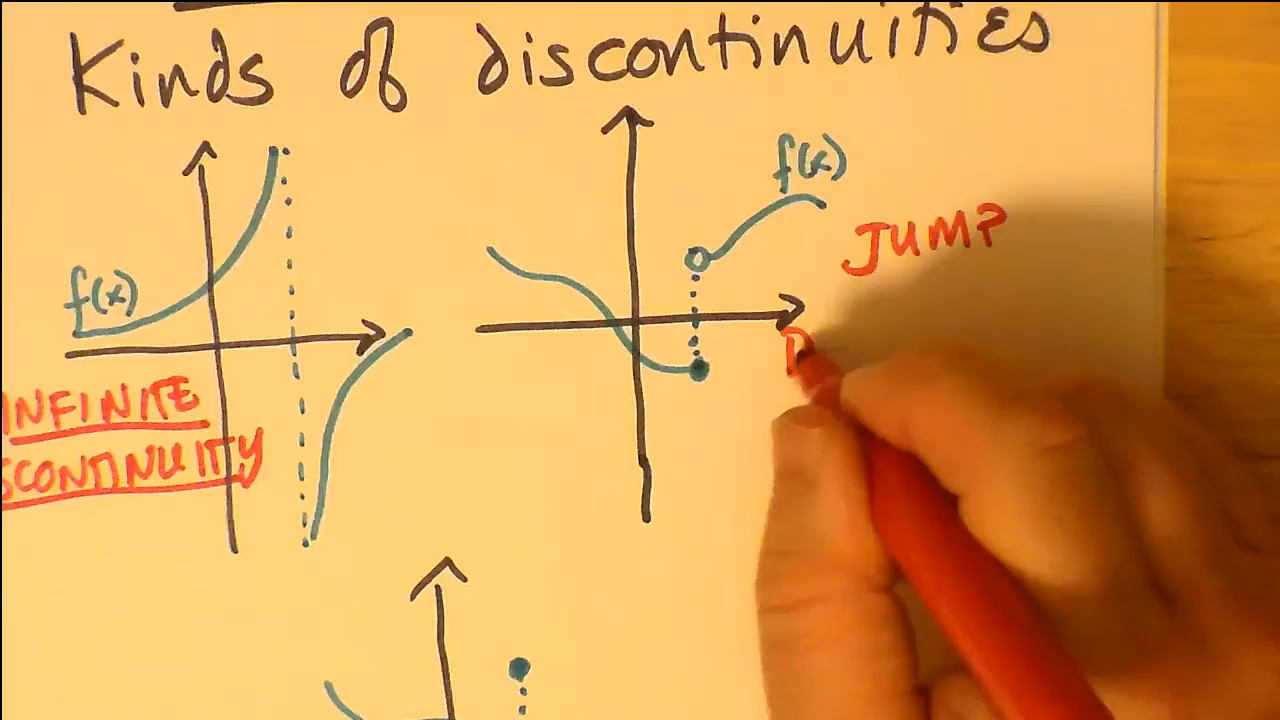 Kinds of discontinuities
f(x)
f(x)
JUMP
D
INFINITE
SCONTINUITY